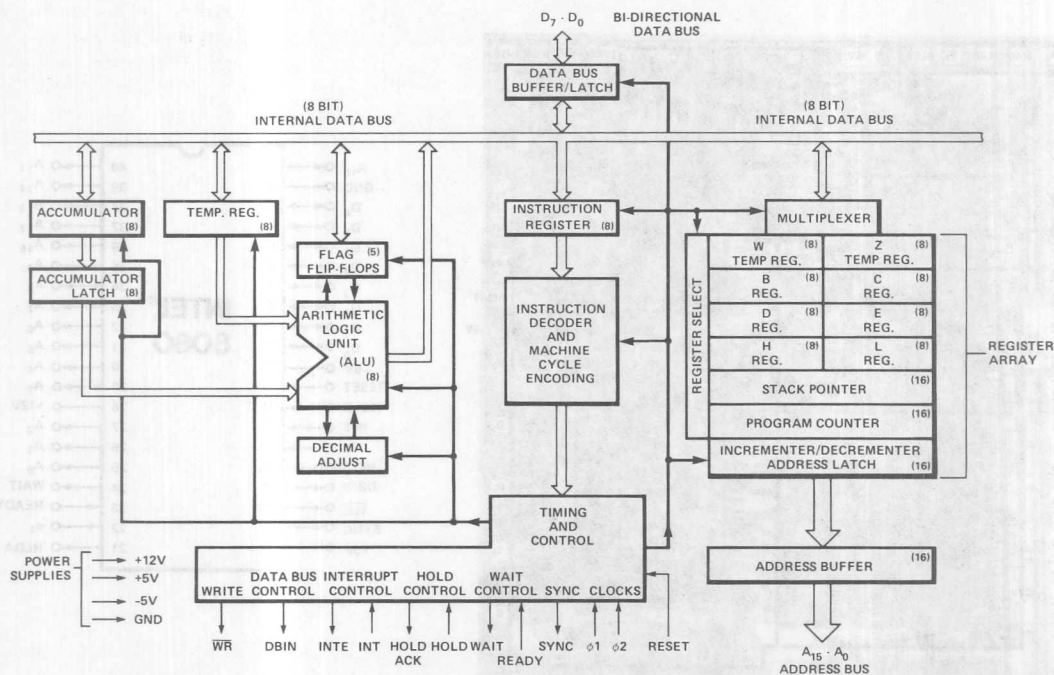 D7 · D0 BI-DIRECTIONAL
DATA BUS
DATA BUS
BUFFER/LATCH
(8 BIT)
INTERNAL DATA BUS
(8 BIT)
INTERNAL DATA BUS
ACCUMULATOR
(8)
TEMP. REG.
(8)
INSTRUCTION
REGISTER (8)
MULTIPLEXER
ACCUMULATOR
LATCH (8)
FLAG (5)
FLIP-FLOPS
ARITHMETIC
LOGIC
UNIT
(ALU)
(8)
DECIMAL
ADJUST
INSTRUCTION
DECODER
AND
MACHINE
CYCLE
ENCODING
REGISTER SELECT
W (8)
TEMP REG.
Z (8)
TEMP REG.
B (8)
REG.
C (8)
REG.
D (8)
REG.
E (8)
REG.
H (8)
REG.
L (8)
REG.
STACK POINTER (16)
PROGRAM COUNTER (16)
INCREMENTER/DECREMENTER
ADDRESS LATCH (16)
REGISTER
ARRAY
TIMING
AND
CONTROL
ADDRESS BUFFER (16)
A15 · A0
ADDRESS BUS
POWER
SUPPLIES
+12V
+5V
-5V
GND
WRITE
DATA BUS
CONTROL
INTERRUPT
CONTROL
HOLD
CONTROL
WAIT
CONTROL
SYNC
CLOCKS
WR
DBIN
INTE
INT
HOLD
ACK
HOLD
WAIT
READY
SYNC
φ1
φ2
RESET
INTEL
8080
+12V
WAIT
READY
HLDA